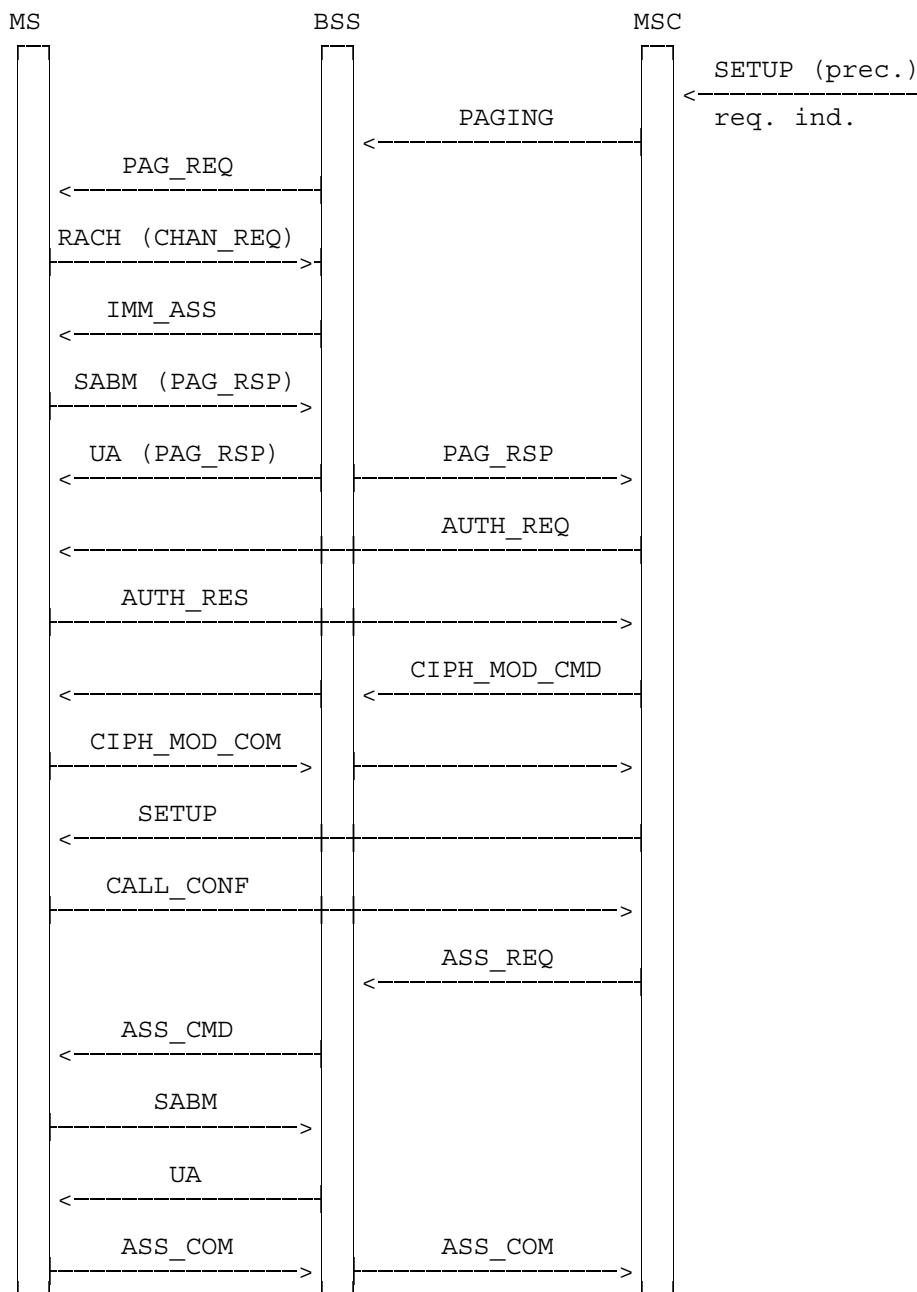 MS BSS MSC
SETUP (prec.)
req. ind.
PAGING
PAG_REQ
RACH (CHAN_REQ)
IMM_ASS
SABM (PAG_RSP)
UA (PAG_RSP) PAG_RSP
AUTH_REQ
AUTH_RES
CIPH_MOD_CMD
CIPH_MOD_COM
SETUP
CALL_CONF
ASS_REQ
ASS_CMD
SABM
UA
ASS_COM ASS_COM